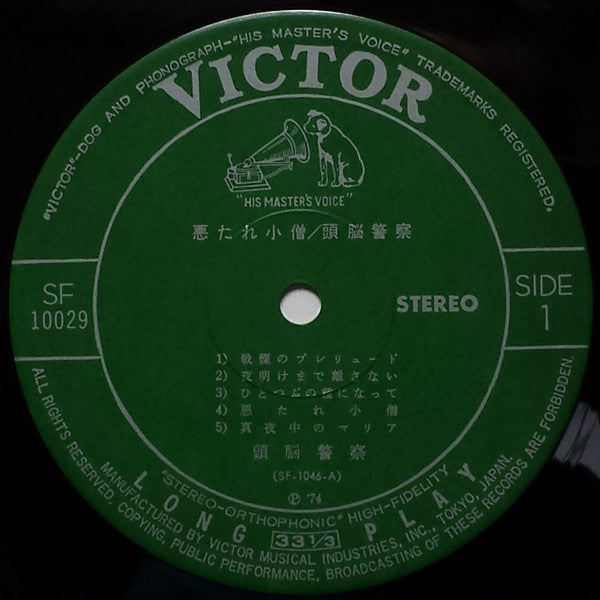 "VICTOR"-DOG AND PHONOGRAPH-"HIS MASTER'S VOICE" TRADEMARKS REGISTERED.
VICTOR
"HIS MASTER'S VOICE"
悪たれ小僧/頭脳警察
SF
10029
STEREO
SIDE
1
1) 戦慄のプレリュード
2) 夜明けまで離さない
3) ひとつぶの種になって
4) 悪たれ小僧
5) 真夜中のマリア
頭脳警察
(SF-1046-A)
Ⓟ '74
"STEREO-ORTHOPHONIC" HIGH-FIDELITY
LONG 33 1/3 PLAY
MANUFACTURED BY VICTOR MUSICAL INDUSTRIES, INC., TOKYO, JAPAN.
ALL RIGHTS RESERVED, COPYING, PUBLIC PERFORMANCE, BROADCASTING OF THESE RECORDS ARE FORBIDDEN.